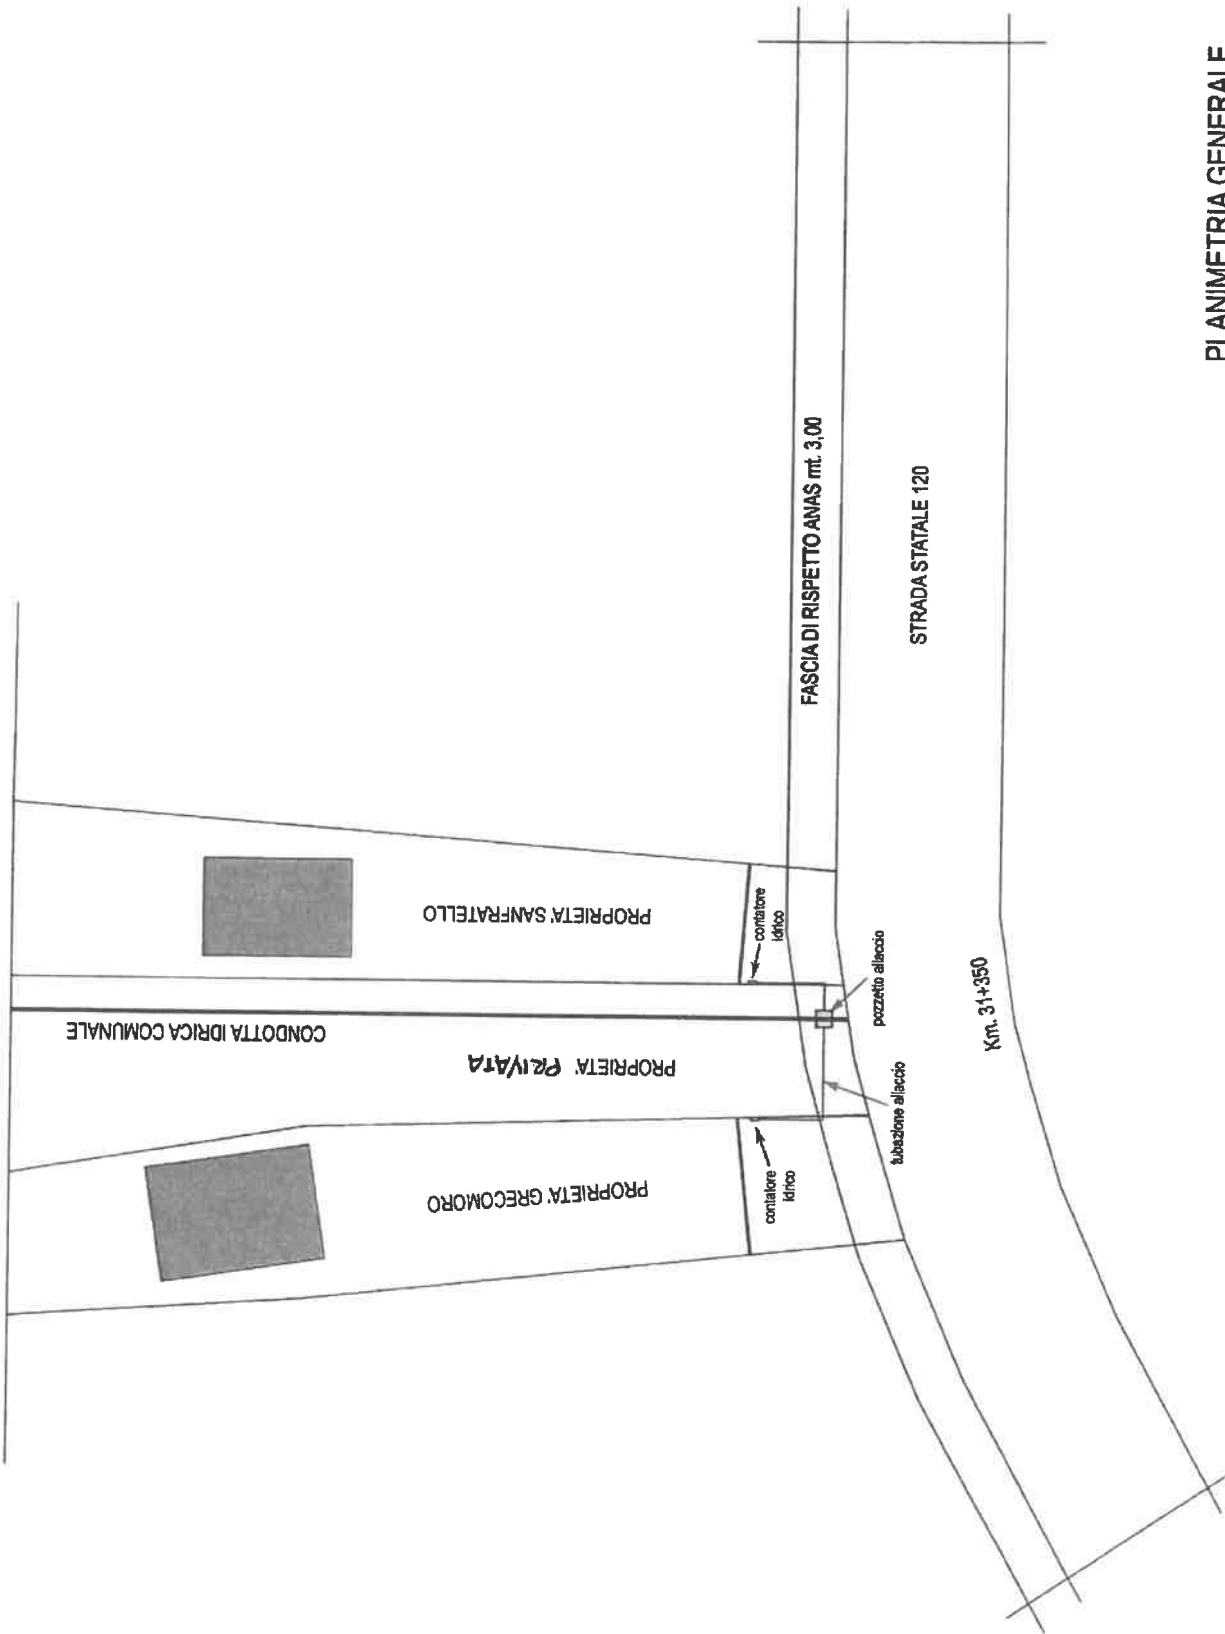 PLANIMETRIA GENERALE
CONDOTTA IDRICA COMUNALE
PROPRIETA' SANFRATELLO
PROPRIETA' PRIVATA
PROPRIETA' GRECOMORO
contatore
idrico
contatore
idrico
pozzetto allaccio
tubazione allaccio
FASCIA DI RISPETTO ANAS mt. 3,00
STRADA STATALE 120
Km. 31+350